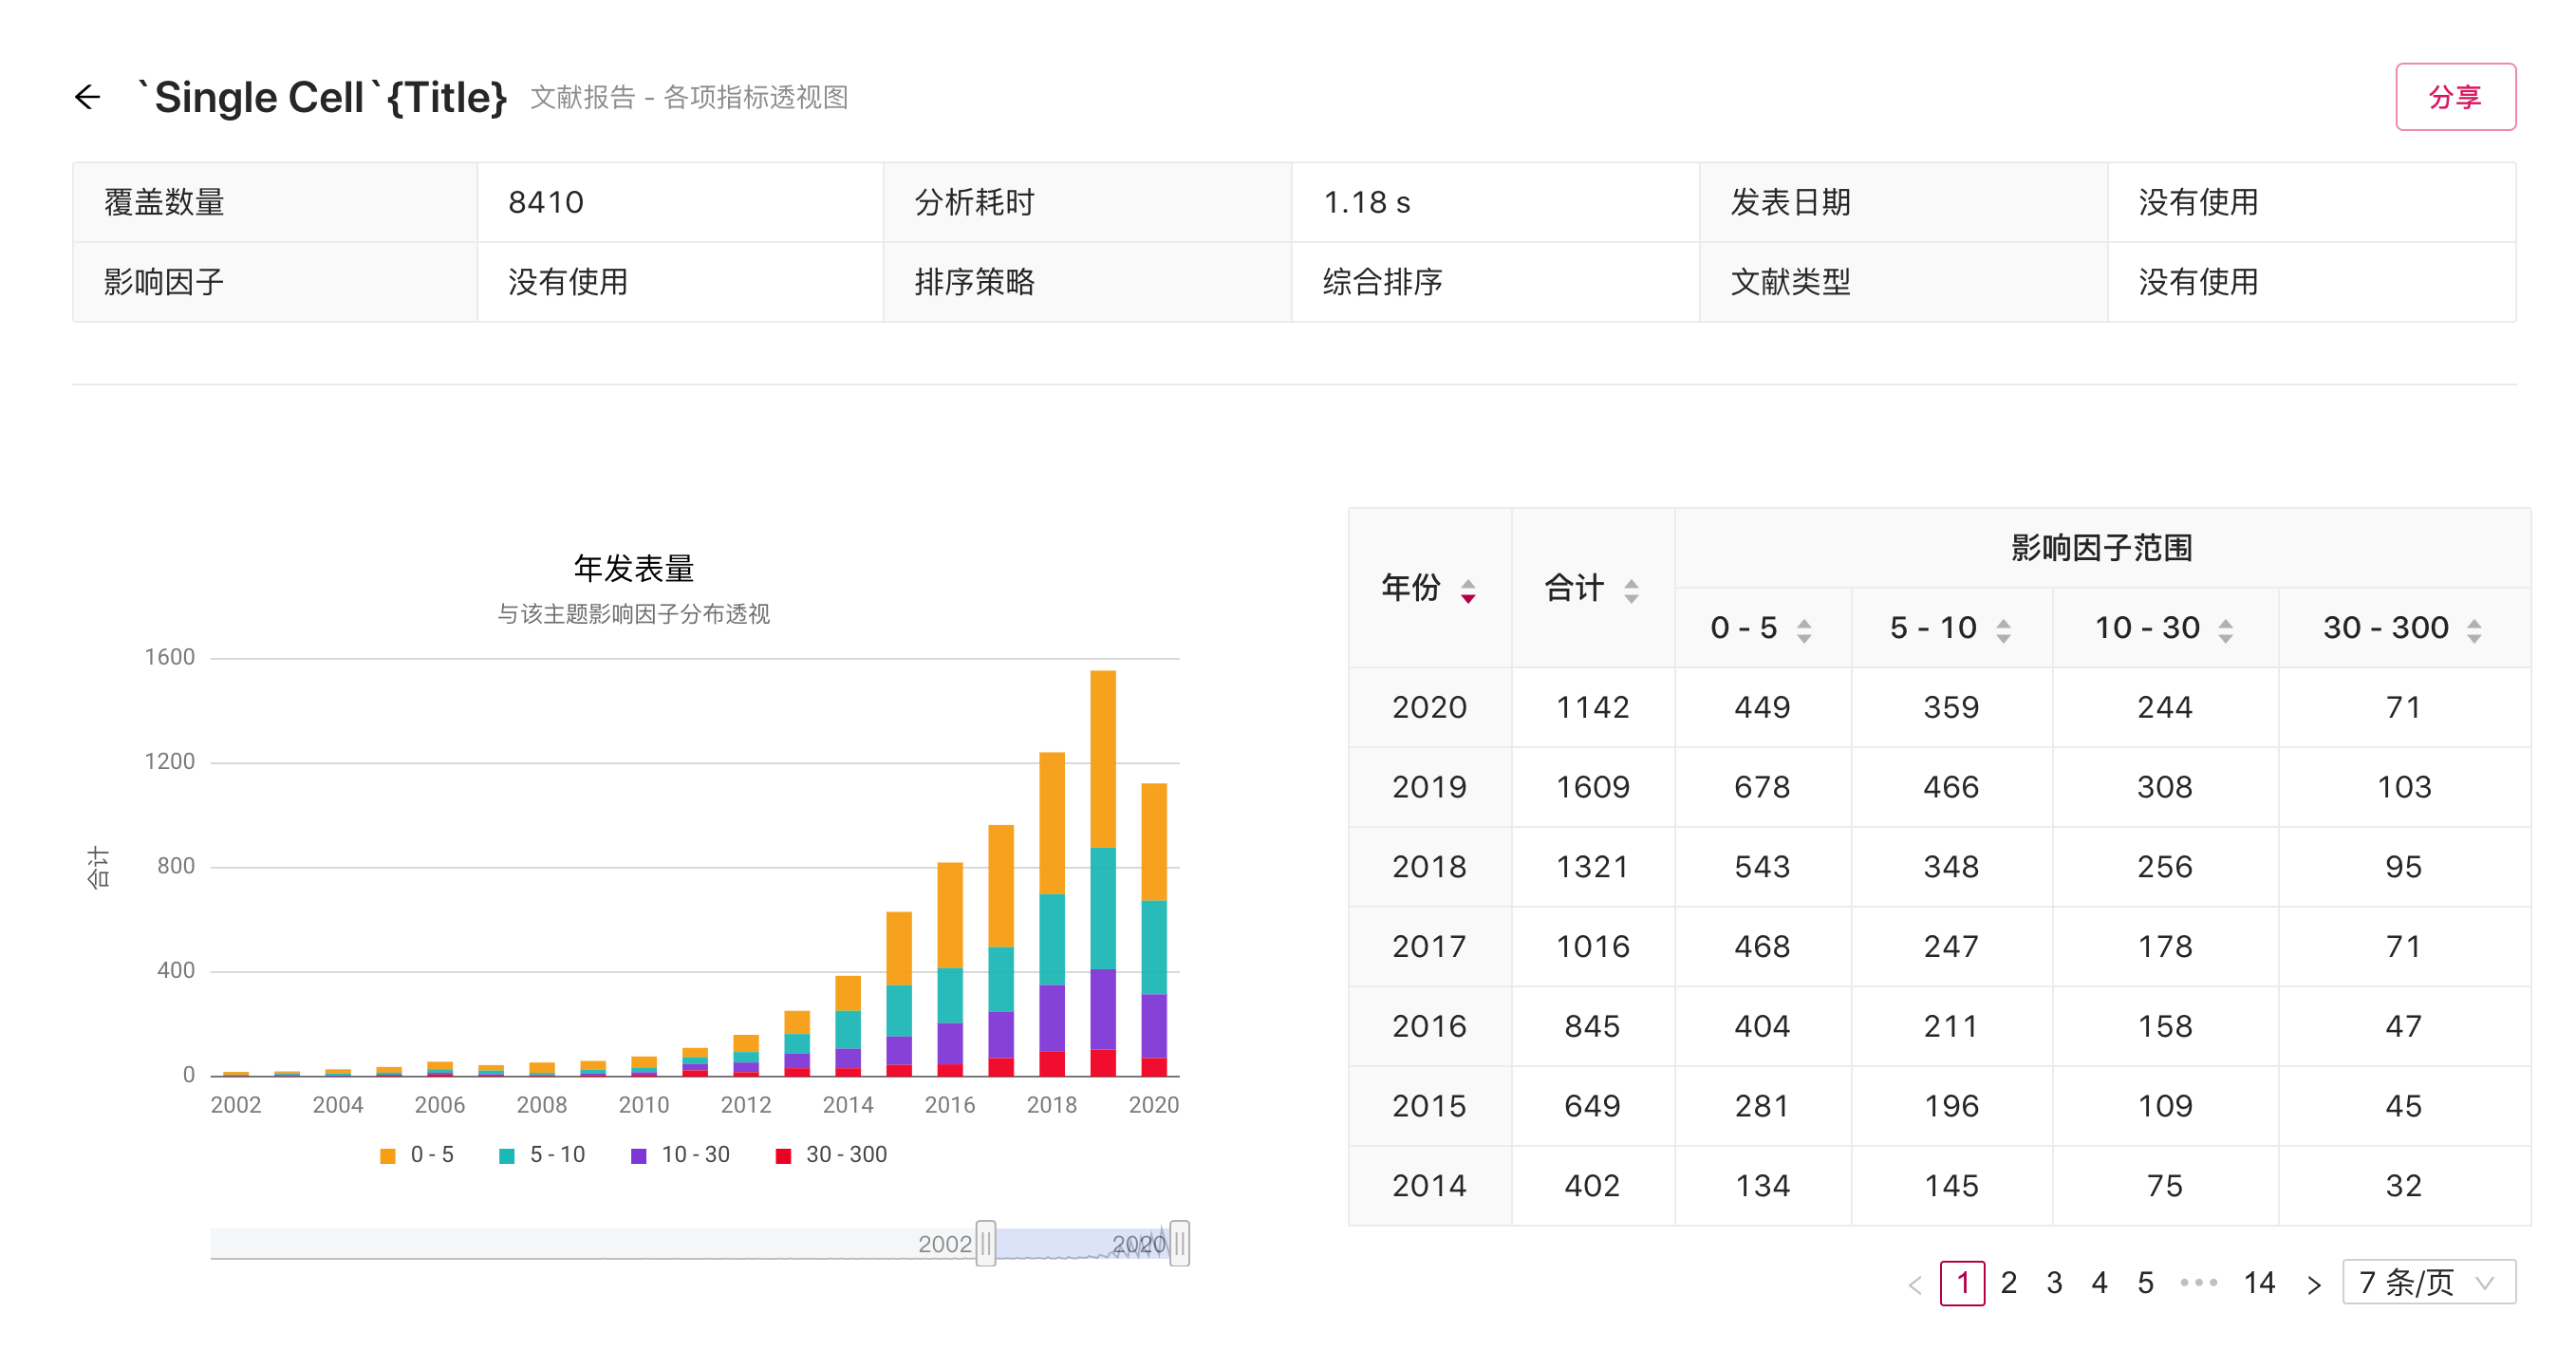 `Single Cell`{Title} 文献报告 - 各项指标透视图
分享
覆盖数量 8410 分析耗时 1.18 s 发表日期 没有使用
影响因子 没有使用 排序策略 综合排序 文献类型 没有使用
年发表量
与该主题影响因子分布透视
合计
1600
1200
800
400
0
2002 2004 2006 2008 2010 2012 2014 2016 2018 2020
0 - 5 5 - 10 10 - 30 30 - 300
2002 2020
年份 合计 影响因子范围
0 - 5 5 - 10 10 - 30 30 - 300
2020 1142 449 359 244 71
2019 1609 678 466 308 103
2018 1321 543 348 256 95
2017 1016 468 247 178 71
2016 845 404 211 158 47
2015 649 281 196 109 45
2014 402 134 145 75 32
< 1 2 3 4 5 ••• 14 > 7 条/页